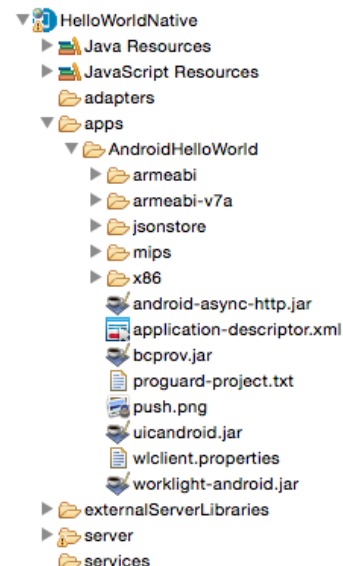 HelloWorldNative
Java Resources
JavaScript Resources
adapters
apps
AndroidHelloWorld
armeabi
armeabi-v7a
jsonstore
mips
x86
android-async-http.jar
application-descriptor.xml
bcprov.jar
proguard-project.txt
push.png
uicandroid.jar
wlclient.properties
worklight-android.jar
externalServerLibraries
server
services